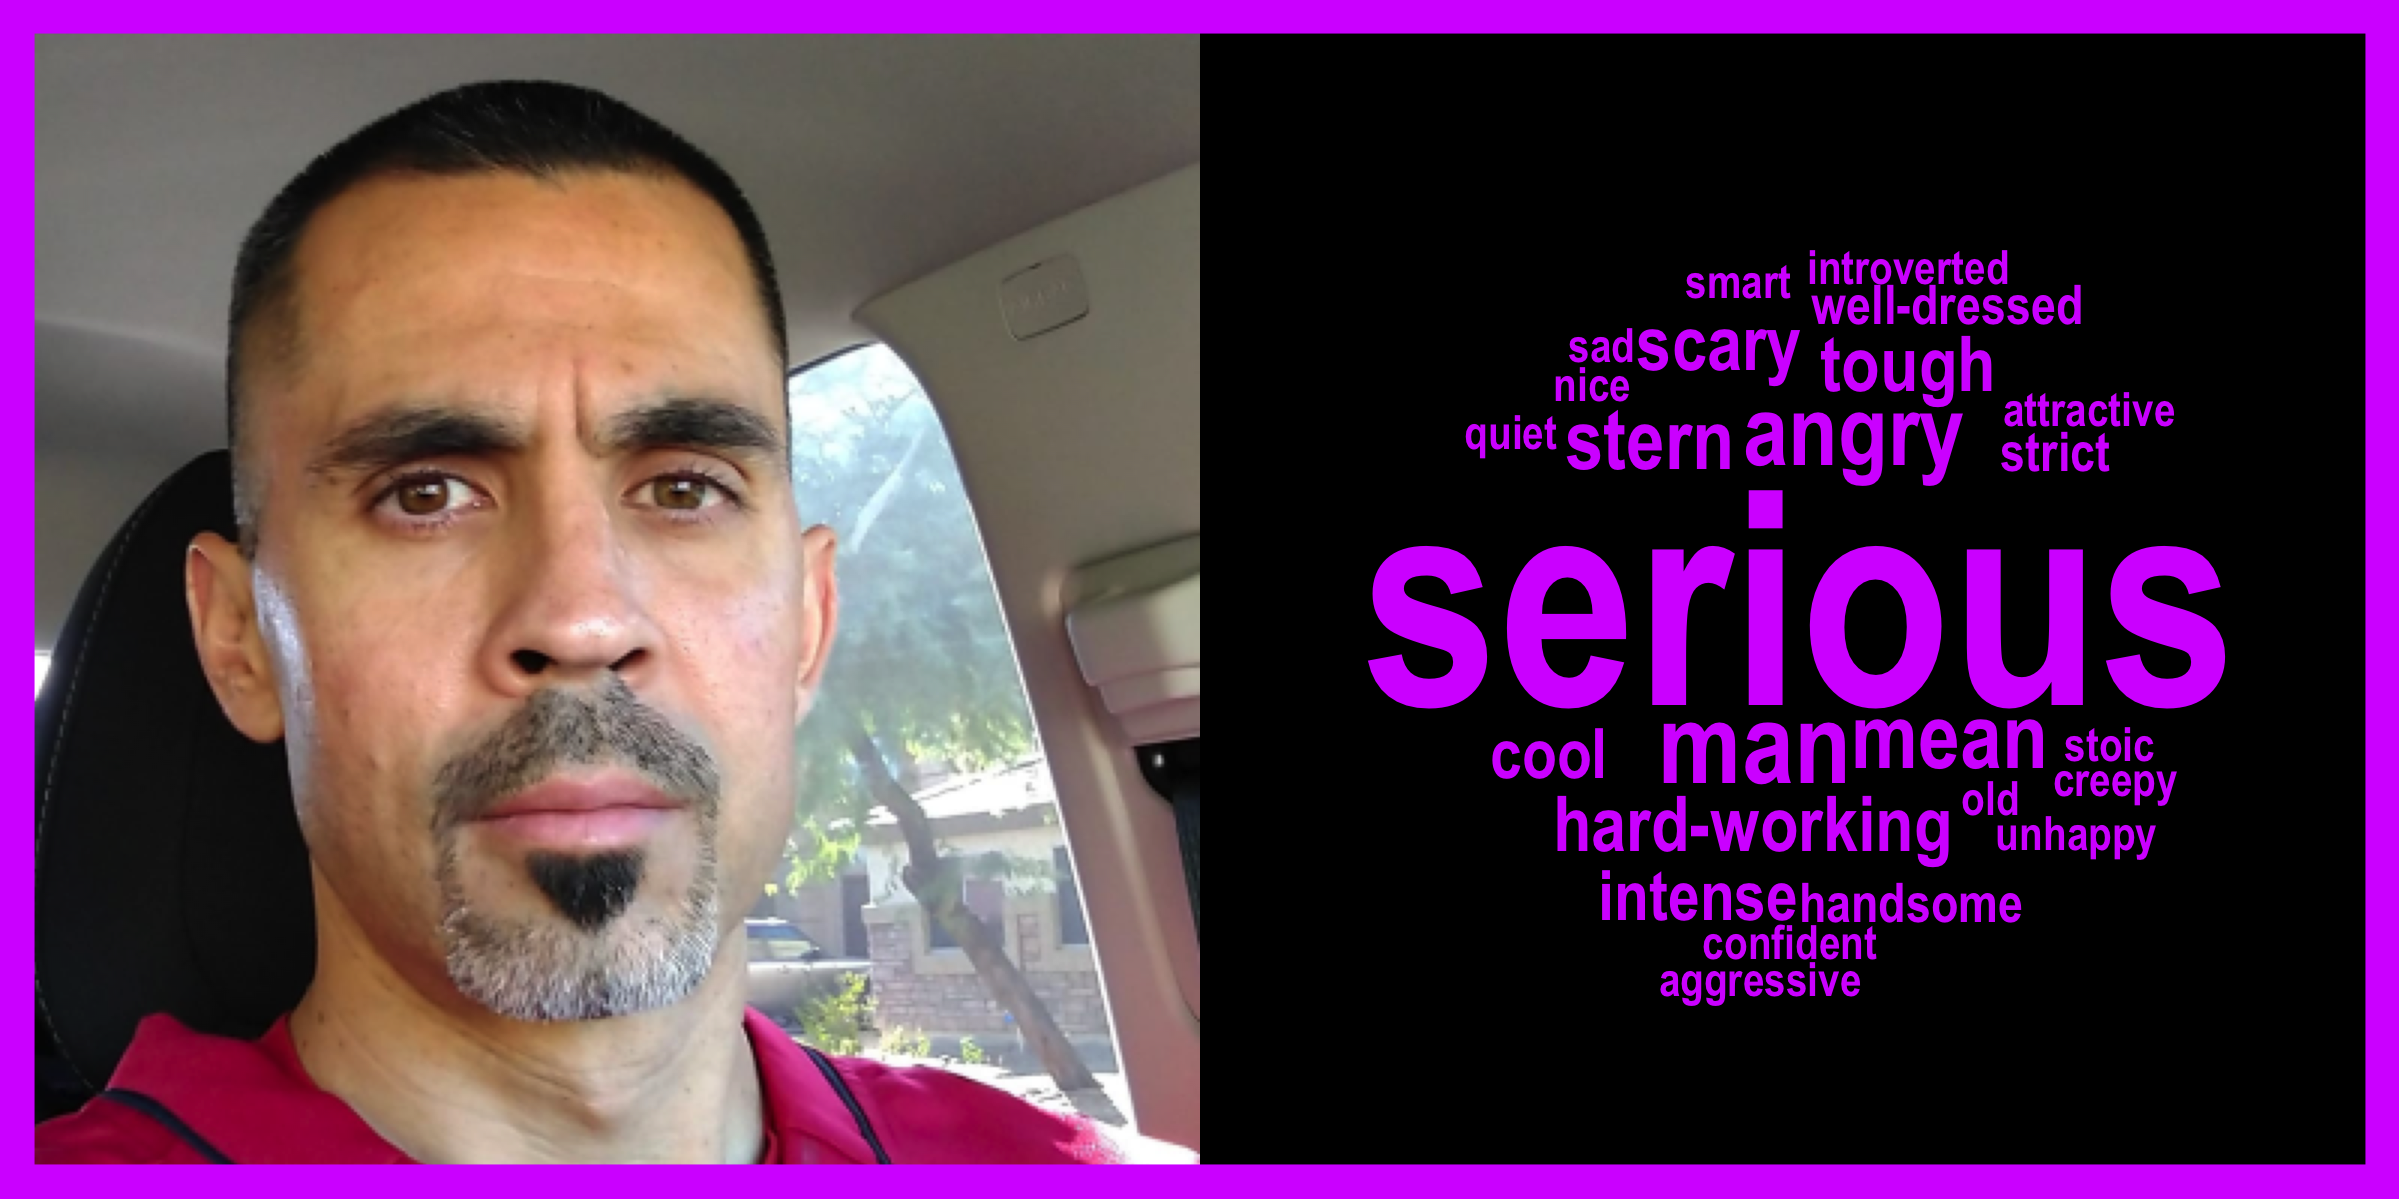 smart introverted
well-dressed
sad scary tough
nice
attractive
quiet stern angry
strict
serious
cool man mean stoic
creepy
old
hard-working
unhappy
intense handsome
confident
aggressive